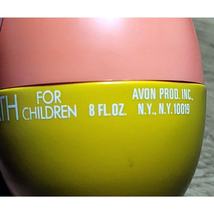 TH FOR CHILDREN
8 FL.OZ.
AVON PROD. INC.,
N.Y., N.Y. 10019